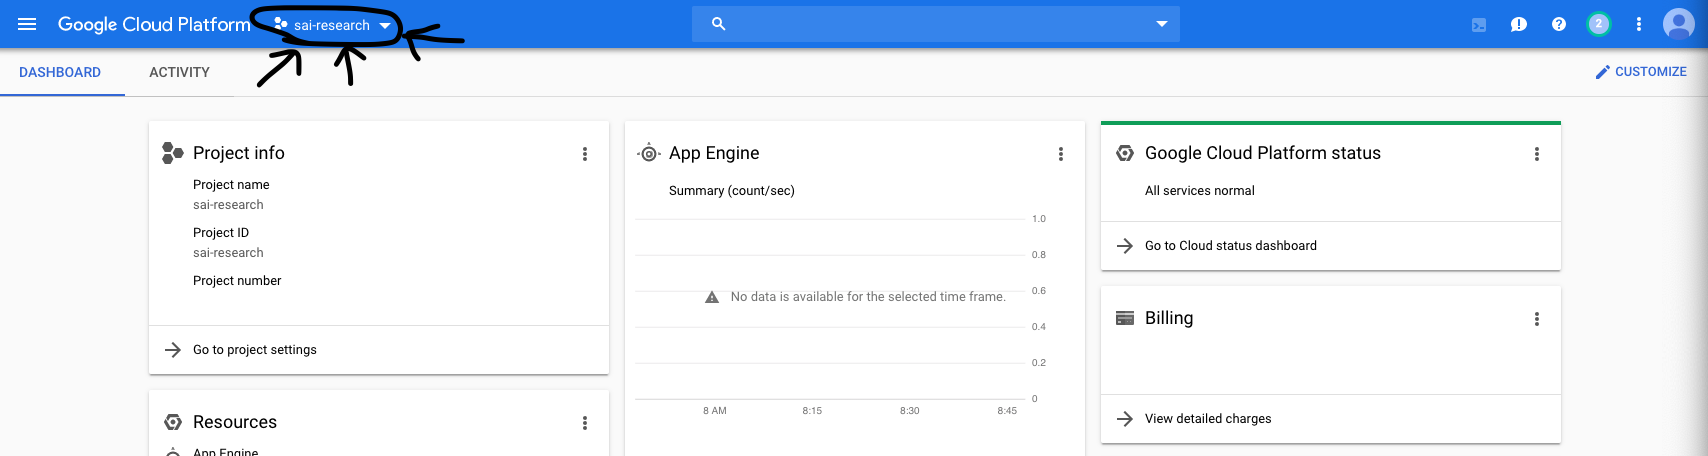 Google Cloud Platform sai-research 2
DASHBOARD ACTIVITY CUSTOMIZE
Project info
Project name
sai-research
Project ID
sai-research
Project number
Go to project settings
Resources
App Engine
App Engine
Summary (count/sec)
1.0
0.8
0.6
No data is available for the selected time frame.
0.4
0.2
0
8 AM 8:15 8:30 8:45
Google Cloud Platform status
All services normal
Go to Cloud status dashboard
Billing
View detailed charges